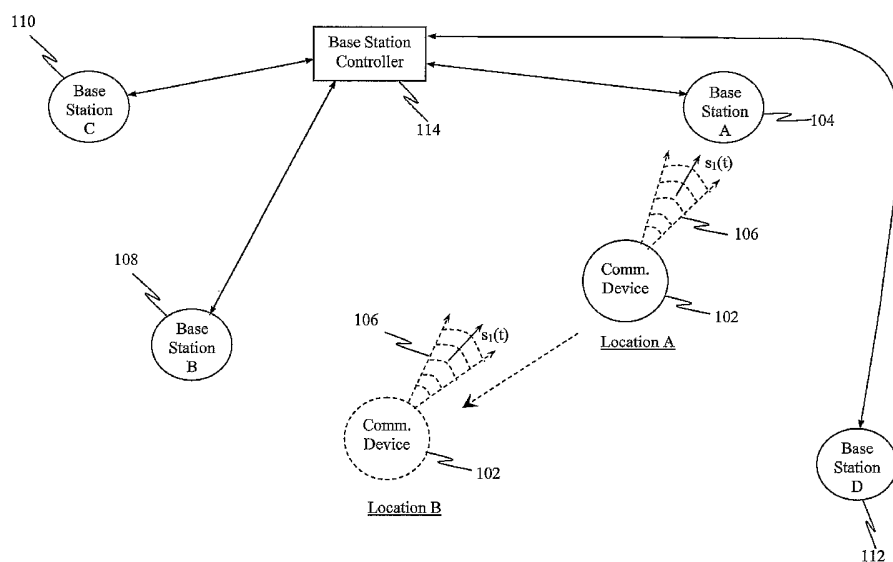 110
Base
Station
C
Base Station
Controller
114
Base
Station
A
104
s₁(t)
106
Comm.
Device
102
Location A
108
Base
Station
B
106
s₁(t)
Comm.
Device
102
Location B
Base
Station
D
112